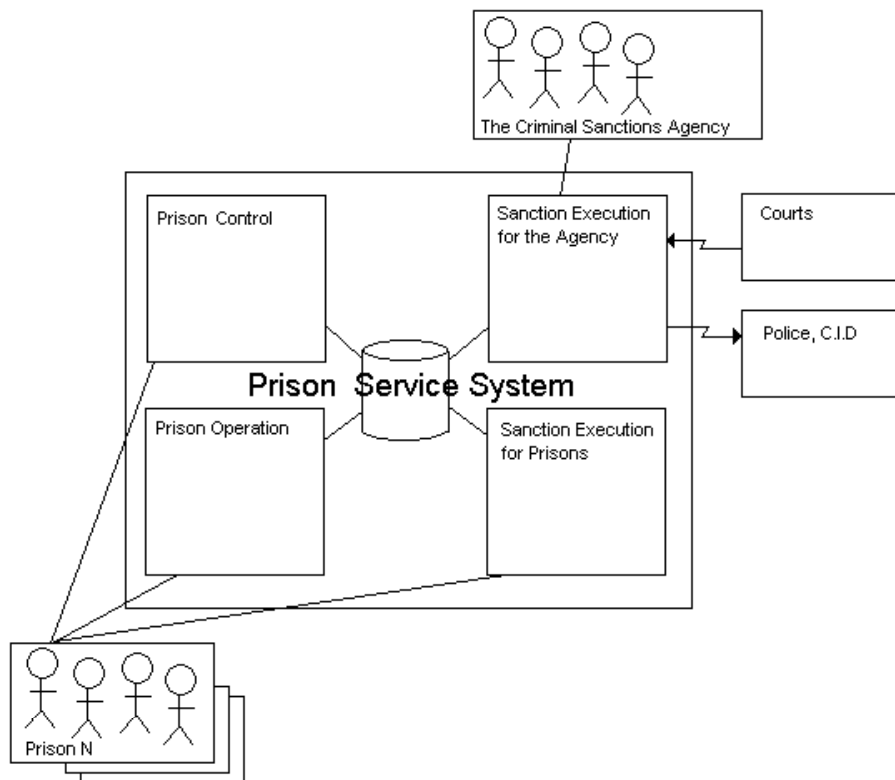 The Criminal Sanctions Agency
Prison Control
Sanction Execution
for the Agency
Courts
Police, C.I.D
Prison Service System
Prison Operation
Sanction Execution
for Prisons
Prison N